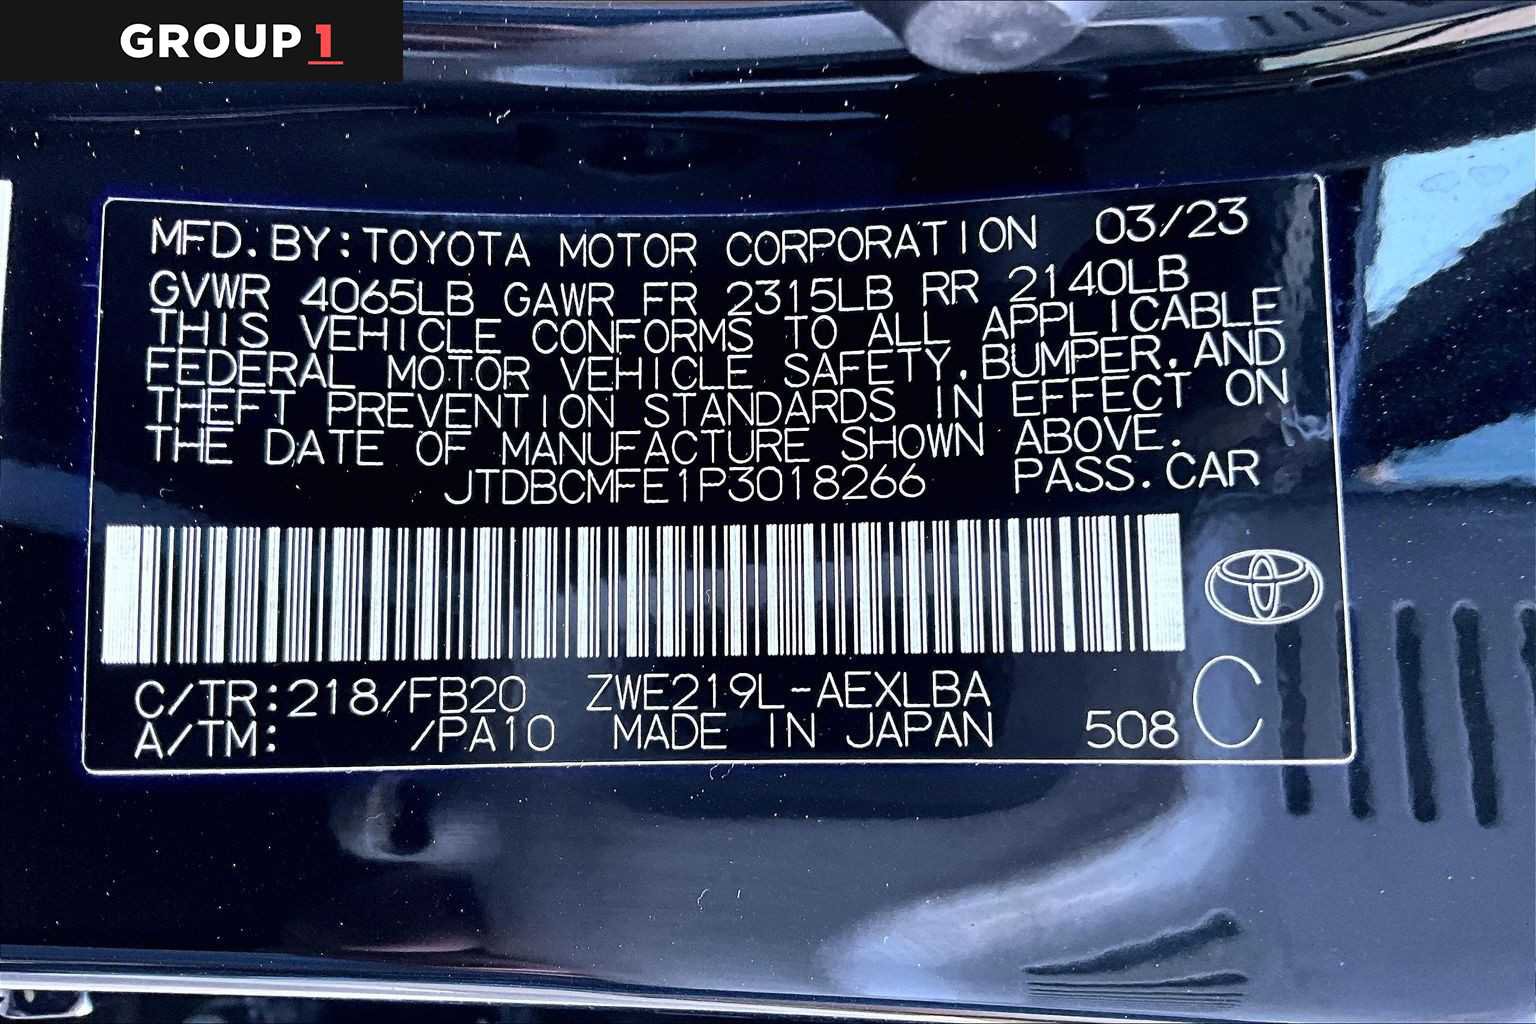 GROUP 1
MFD. BY: TOYOTA MOTOR CORPORATION 03/23
GVWR 4065LB GAWR FR 2315LB RR 2140LB
THIS VEHICLE CONFORMS TO ALL APPLICABLE
FEDERAL MOTOR VEHICLE SAFETY, BUMPER, AND
THEFT PREVENTION STANDARDS IN EFFECT ON
THE DATE OF MANUFACTURE SHOWN ABOVE.
JTDBCMFE1P3018266 PASS. CAR
C/TR: 218/FB20 ZWE219L-AEXLBA
A/TM: /PA10 MADE IN JAPAN 508 C